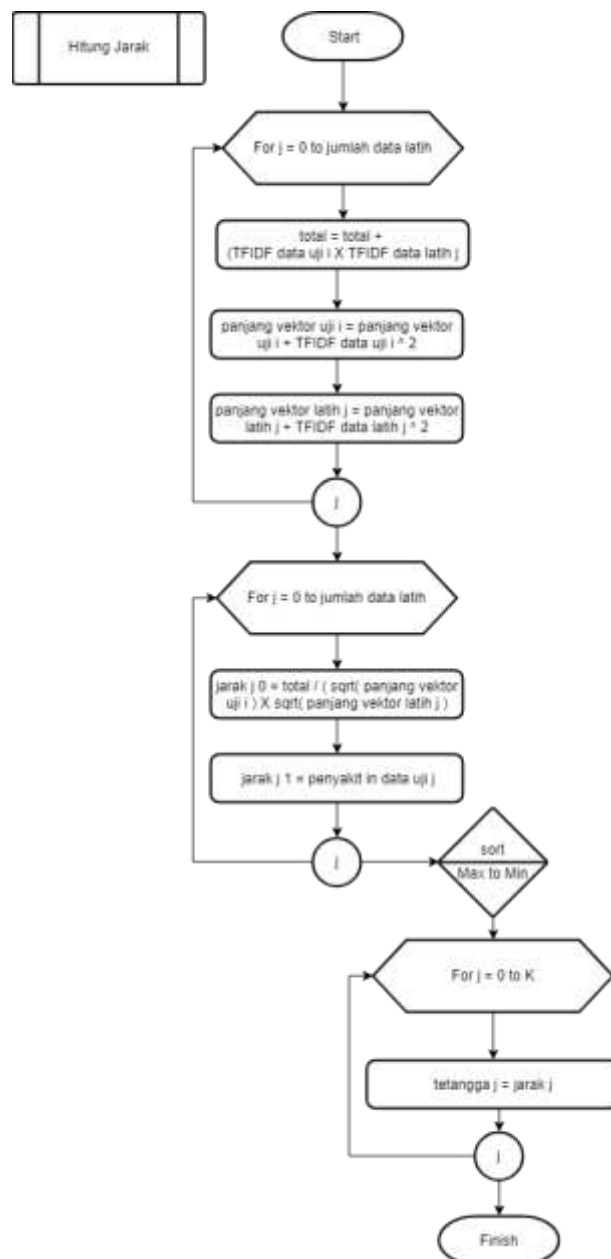 Hitung Jarak
Start
For j = 0 to jumlah data latih
total = total +
(TFIDF data uji i X TFIDF data latih j
panjang vektor uji i = panjang vektor
uji i + TFIDF data uji i ^ 2
panjang vektor latih j = panjang vektor
latih j + TFIDF data latih j ^ 2
j
For j = 0 to jumlah data latih
jarak j 0 = total / ( sqrt( panjang vektor
uji i ) X sqrt( panjang vektor latih j )
jarak j 1 = penyakit in data uji j
j
sort
Max to Min
For j = 0 to K
tetangga j = jarak j
j
Finish